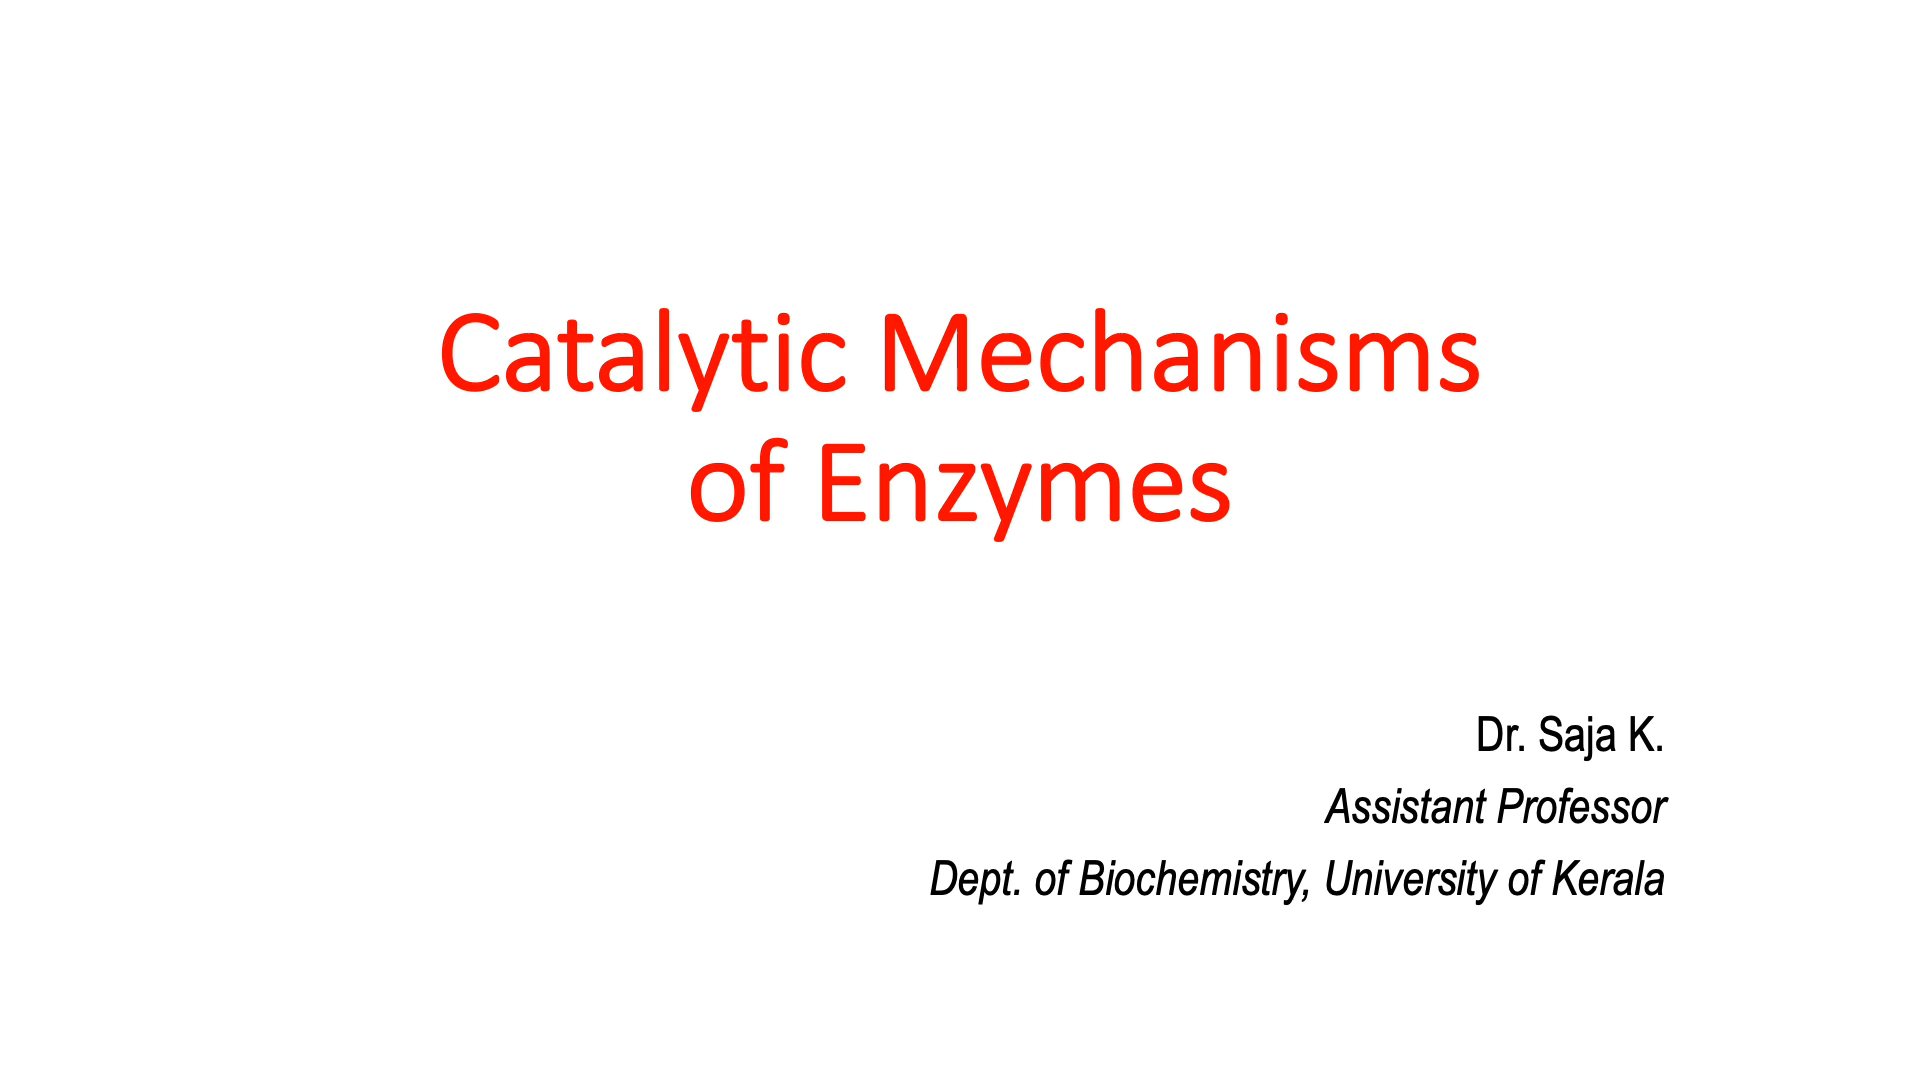 Catalytic Mechanisms
of Enzymes
Dr. Saja K.
Assistant Professor
Dept. of Biochemistry, University of Kerala